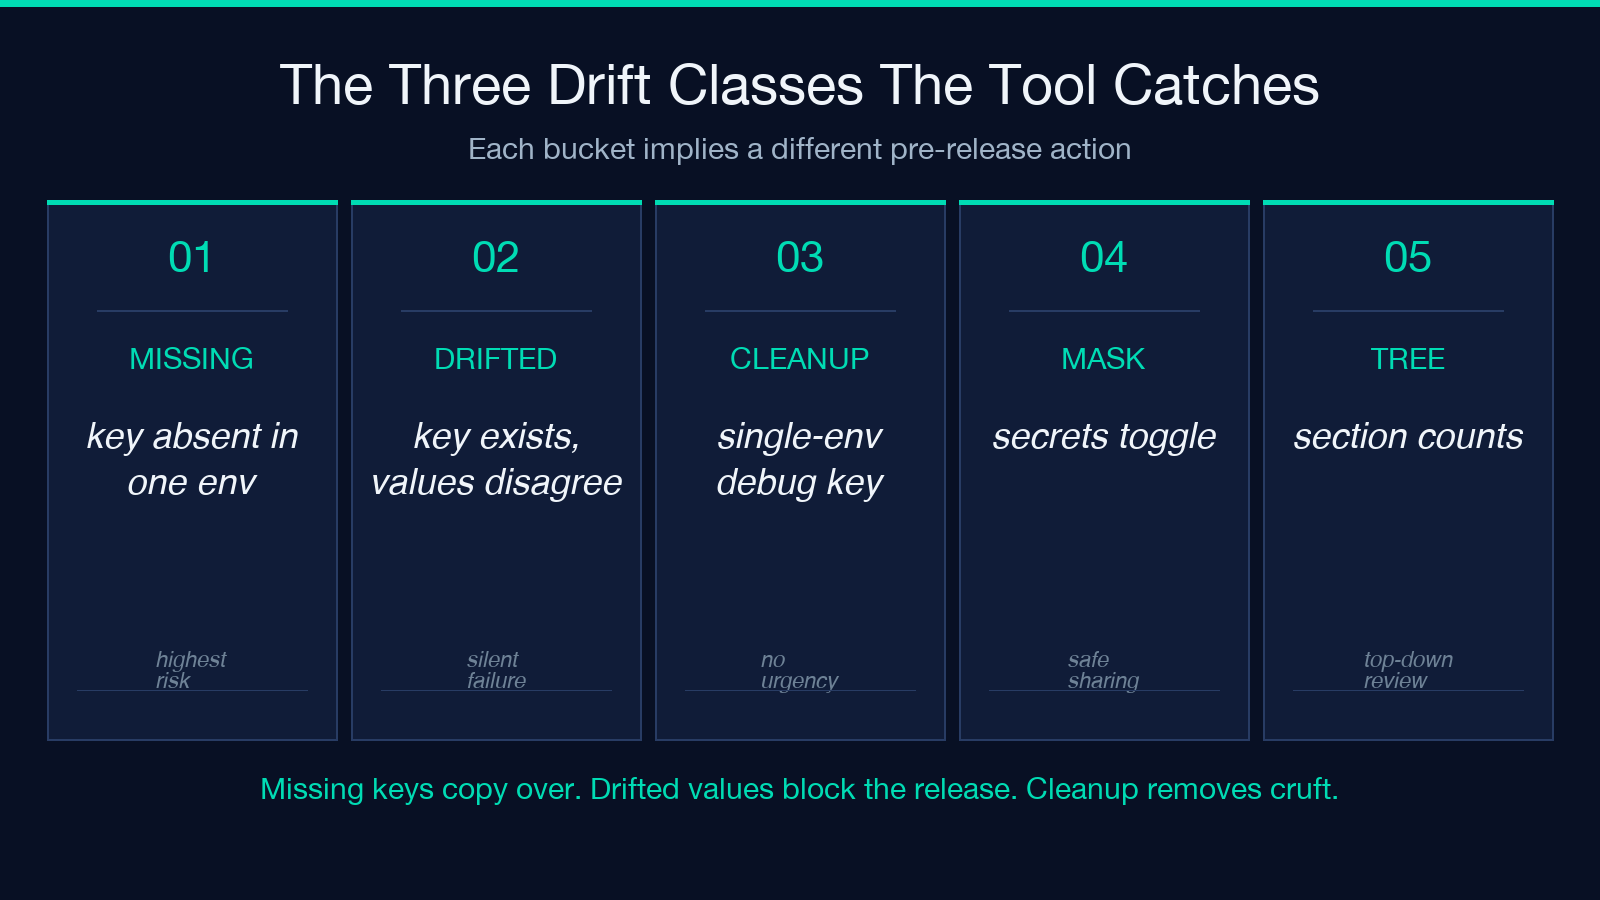 The Three Drift Classes The Tool Catches
Each bucket implies a different pre-release action
01
MISSING
key absent in
one env
highest
risk
02
DRIFTED
key exists,
values disagree
silent
failure
03
CLEANUP
single-env
debug key
no
urgency
04
MASK
secrets toggle
safe
sharing
05
TREE
section counts
top-down
review
Missing keys copy over. Drifted values block the release. Cleanup removes cruft.